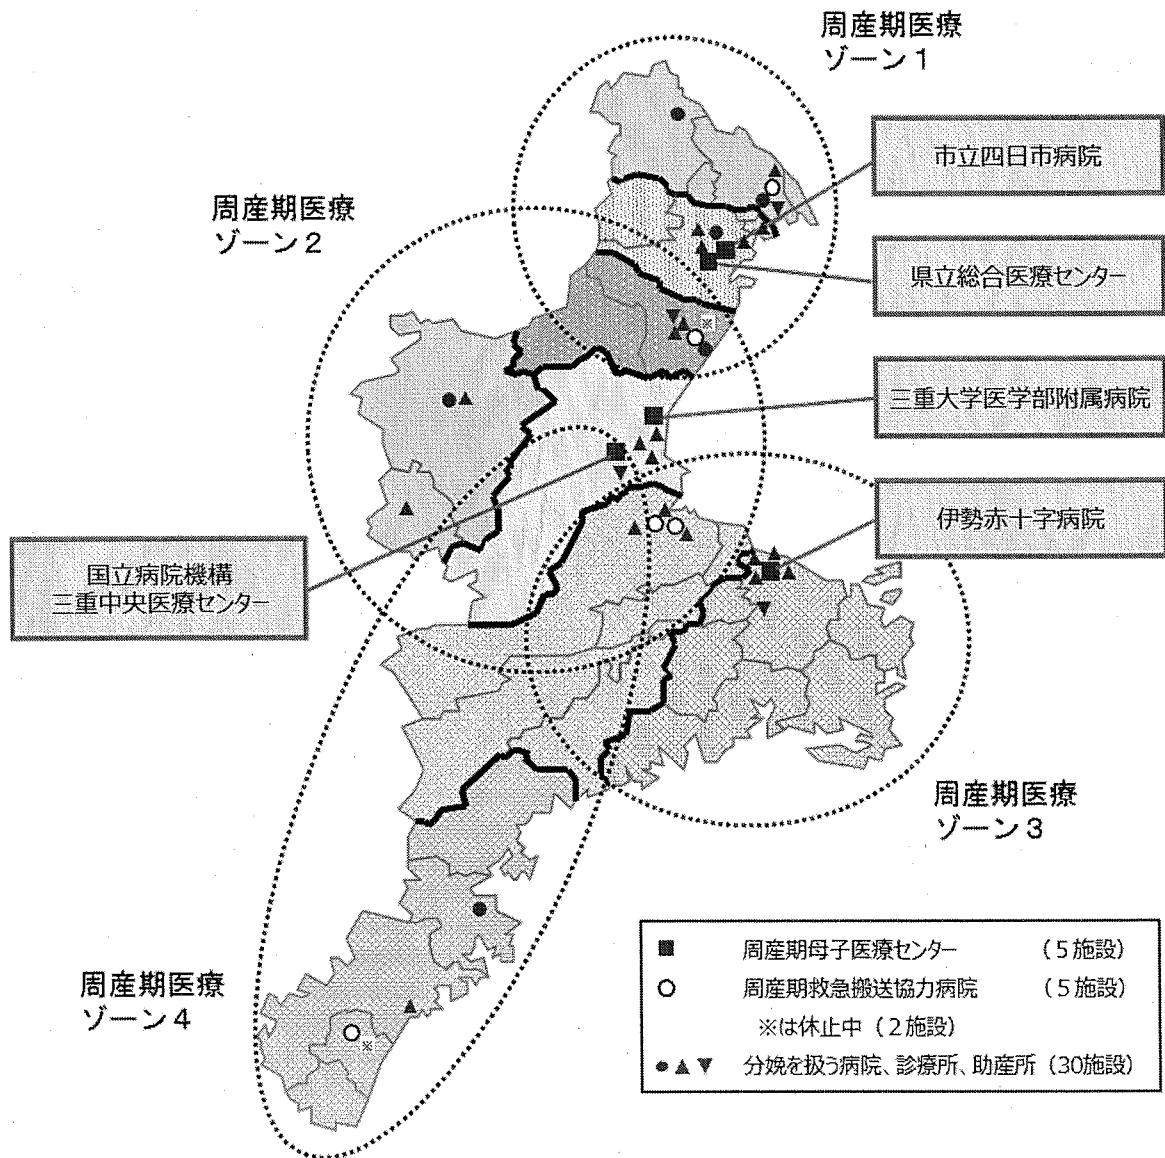 周産期医療
ゾーン１
市立四日市病院
周産期医療
ゾーン２
県立総合医療センター
※
三重大学医学部附属病院
伊勢赤十字病院
国立病院機構
三重中央医療センター
周産期医療
ゾーン３
周産期医療
ゾーン４
※
■ 周産期母子医療センター （５施設）
○ 周産期救急搬送協力病院 （５施設）
※は休止中（２施設）
●▲▼ 分娩を扱う病院、診療所、助産所（30施設）